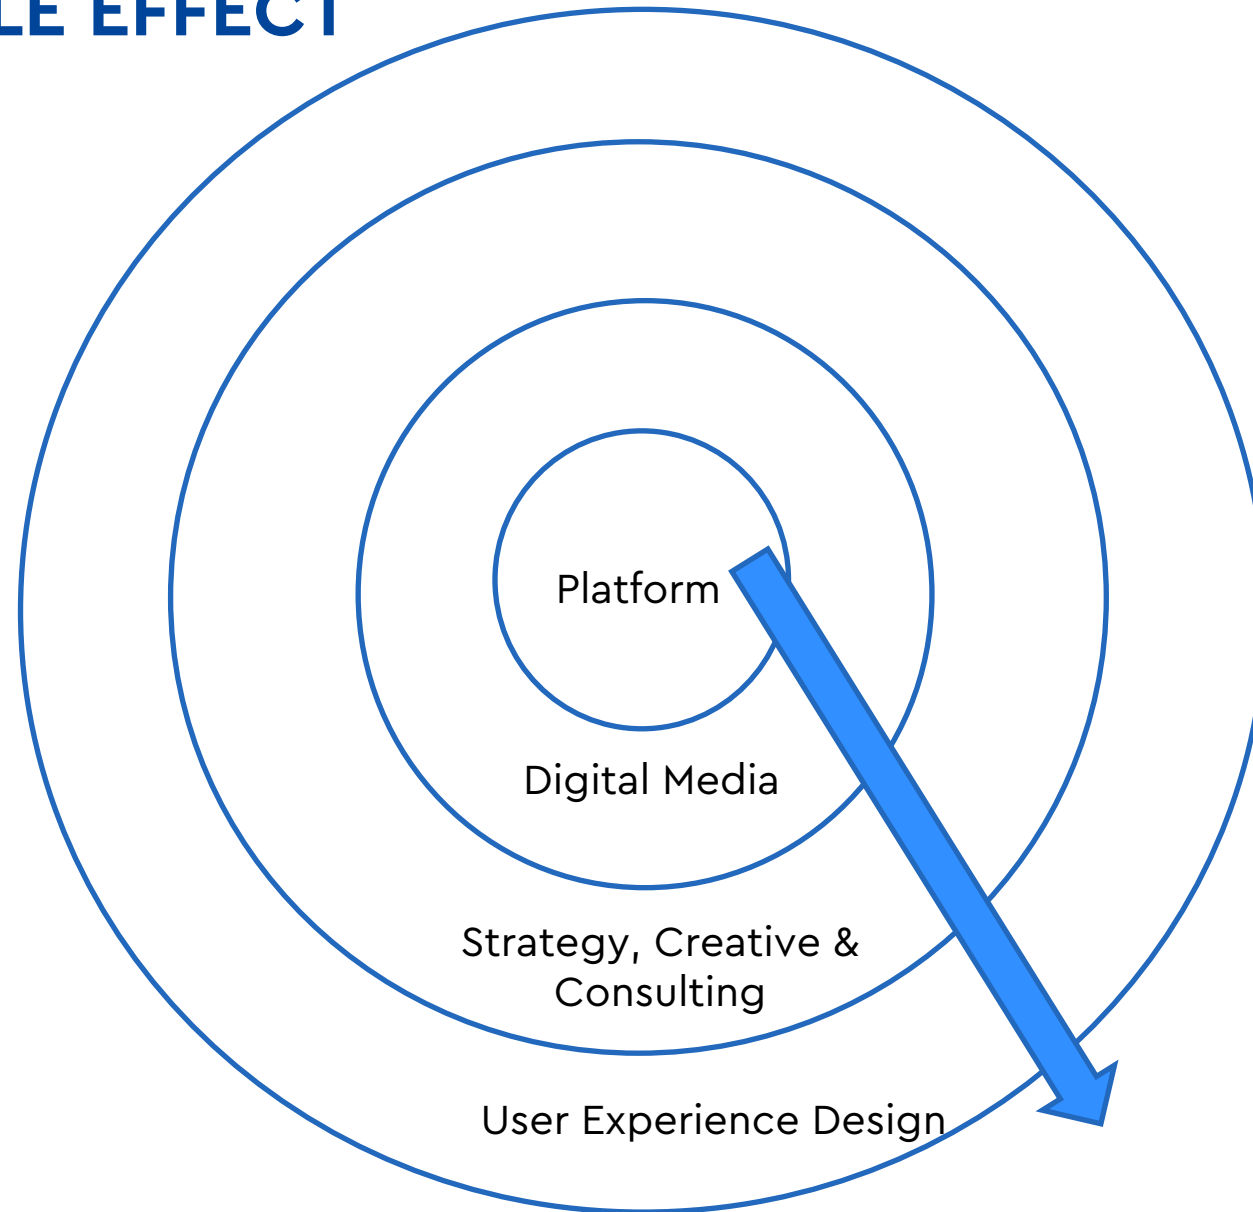 LE EFFECT
Platform
Digital Media
Strategy, Creative &
Consulting
User Experience Design